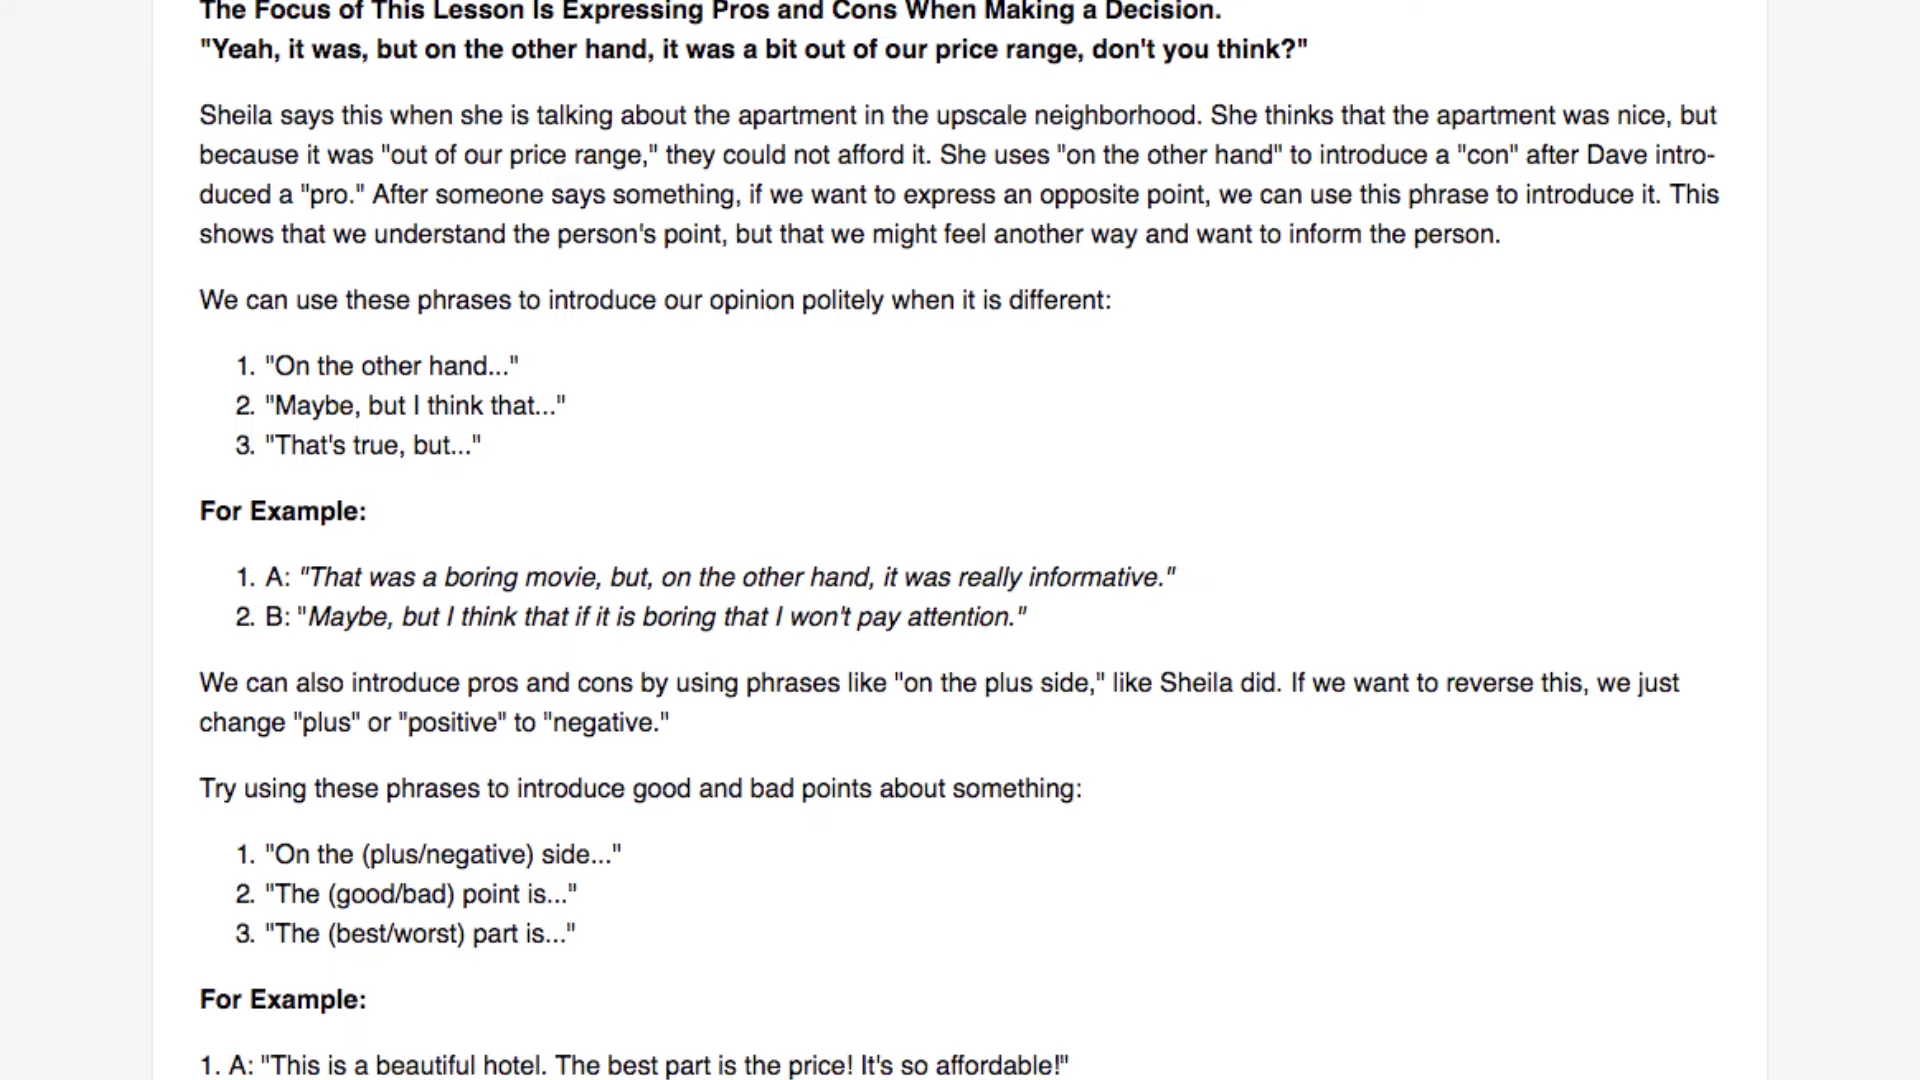 The Focus of This Lesson Is Expressing Pros and Cons When Making a Decision.
"Yeah, it was, but on the other hand, it was a bit out of our price range, don't you think?"
Sheila says this when she is talking about the apartment in the upscale neighborhood. She thinks that the apartment was nice, but
because it was "out of our price range," they could not afford it. She uses "on the other hand" to introduce a "con" after Dave intro-
duced a "pro." After someone says something, if we want to express an opposite point, we can use this phrase to introduce it. This
shows that we understand the person's point, but that we might feel another way and want to inform the person.
We can use these phrases to introduce our opinion politely when it is different:
1. "On the other hand..."
2. "Maybe, but I think that..."
3. "That's true, but..."
For Example:
1. A: "That was a boring movie, but, on the other hand, it was really informative."
2. B: "Maybe, but I think that if it is boring that I won't pay attention."
We can also introduce pros and cons by using phrases like "on the plus side," like Sheila did. If we want to reverse this, we just
change "plus" or "positive" to "negative."
Try using these phrases to introduce good and bad points about something:
1. "On the (plus/negative) side..."
2. "The (good/bad) point is..."
3. "The (best/worst) part is..."
For Example:
1. A: "This is a beautiful hotel. The best part is the price! It's so affordable!"